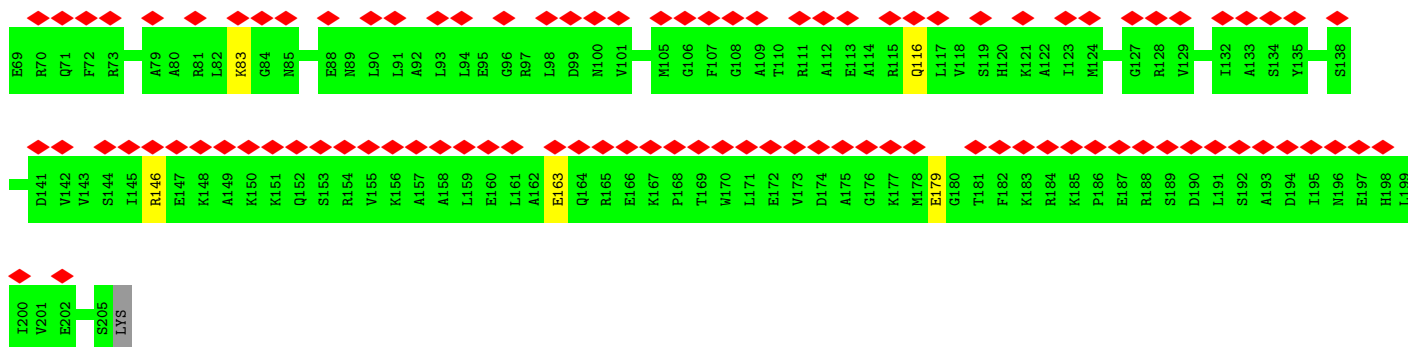 E69 R70 Q71 F72 R73 A79 A80 R81 L82 K83 G84 N85 E88 N89 L90 L91 A92 L93 L94 E95 G96 R97 L98 D99 N100 V101 M105 G106 F107 G108 A109 T110 R111 A112 E113 A114 R115 Q116 L117 V118 S119 H120 K121 A122 I123 M124 G127 R128 V129 I132 A133 S134 Y135 S138
D141 V142 V143 S144 I145 R146 E147 K148 A149 K150 K151 Q152 S153 R154 V155 K156 A157 A158 L159 E160 L161 A162 E163 Q164 R165 E166 K167 P168 T169 W170 L171 E172 V173 D174 A175 G176 K177 M178 E179 G180 T181 F182 K183 R184 K185 P186 E187 R188 S189 D190 L191 S192 A193 D194 I195 N196 E197 H198 L199
I200 V201 E202 S205 LYS